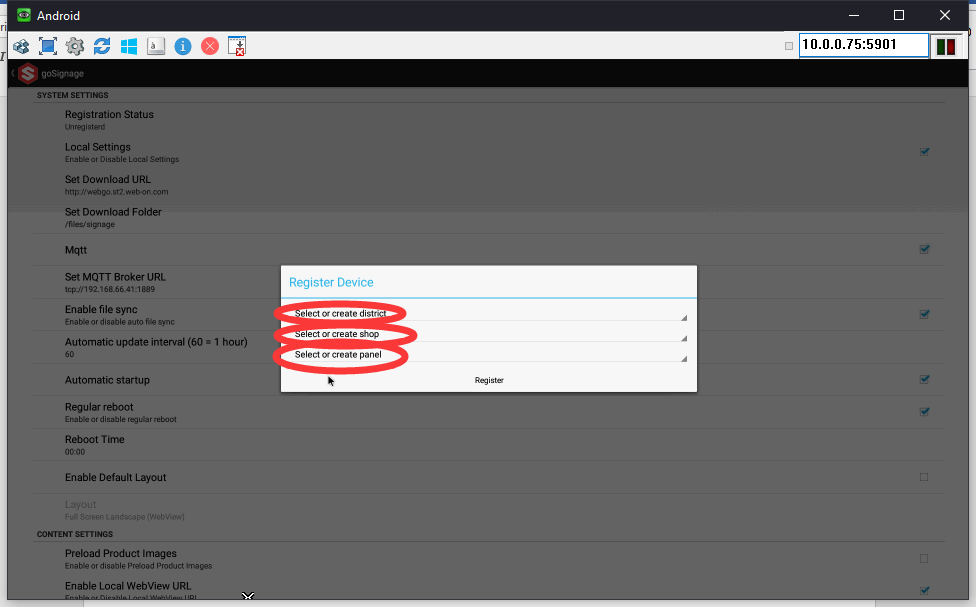 Android
10.0.0.75:5901
goSignage
SYSTEM SETTINGS
Registration Status
Unregisterd
Local Settings
Enable or Disable Local Settings
Set Download URL
http://webgo.st2.web-on.com
Set Download Folder
/files/signage
Mqtt
Set MQTT Broker URL
tcp://192.168.66.41:1889
Enable file sync
Enable or disable auto file sync
Automatic update interval (60 = 1 hour)
60
Automatic startup
Regular reboot
Enable or disable regular reboot
Reboot Time
00:00
Enable Default Layout
Layout
Full Screen Landscape (WebView)
CONTENT SETTINGS
Preload Product Images
Enable or disable Preload Product Images
Enable Local WebView URL
Enable or Disable Local WebView URL
Register Device
Select or create district
Select or create shop
Select or create panel
Register